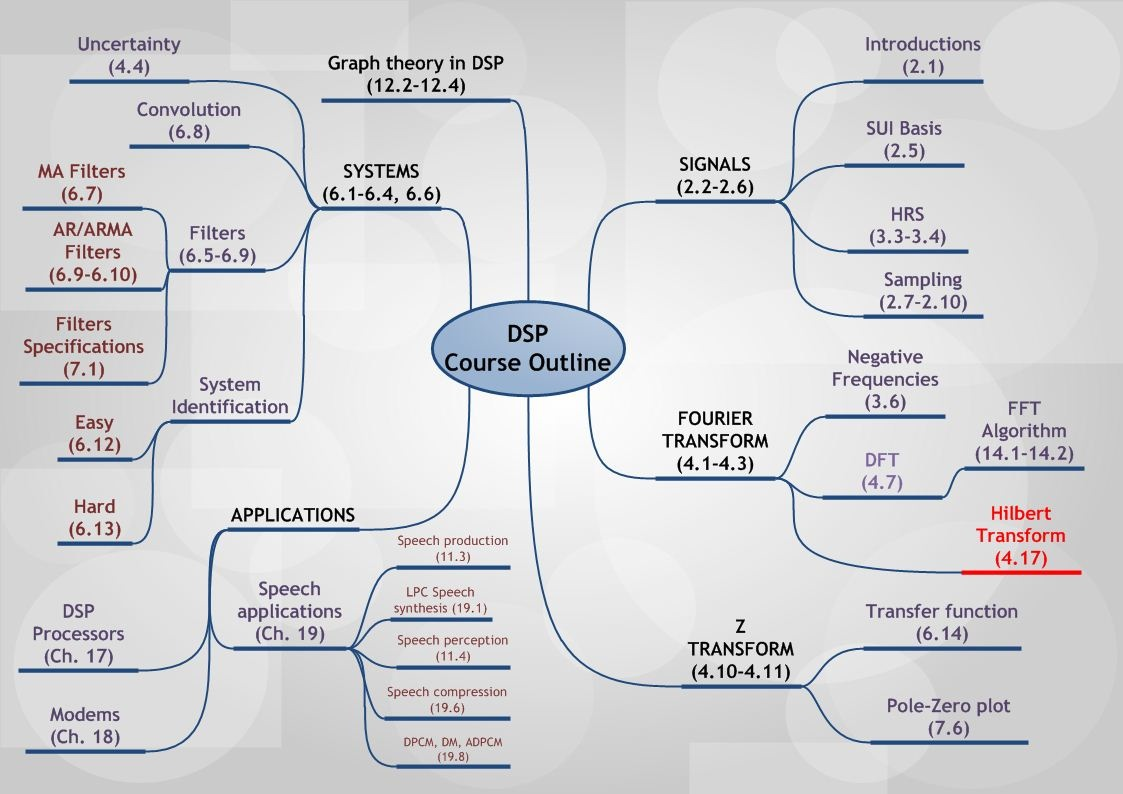 DSP
Course Outline
Graph theory in DSP
(12.2-12.4)
SYSTEMS
(6.1-6.4, 6.6)
Uncertainty
(4.4)
Convolution
(6.8)
Filters
(6.5-6.9)
MA Filters
(6.7)
AR/ARMA
Filters
(6.9-6.10)
Filters
Specifications
(7.1)
System
Identification
Easy
(6.12)
Hard
(6.13)
APPLICATIONS
DSP
Processors
(Ch. 17)
Modems
(Ch. 18)
Speech
applications
(Ch. 19)
Speech production
(11.3)
LPC Speech
synthesis (19.1)
Speech perception
(11.4)
Speech compression
(19.6)
DPCM, DM, ADPCM
(19.8)
SIGNALS
(2.2-2.6)
Introductions
(2.1)
SUI Basis
(2.5)
HRS
(3.3-3.4)
Sampling
(2.7-2.10)
FOURIER
TRANSFORM
(4.1-4.3)
Negative
Frequencies
(3.6)
DFT
(4.7)
FFT
Algorithm
(14.1-14.2)
Hilbert
Transform
(4.17)
Z
TRANSFORM
(4.10-4.11)
Transfer function
(6.14)
Pole-Zero plot
(7.6)